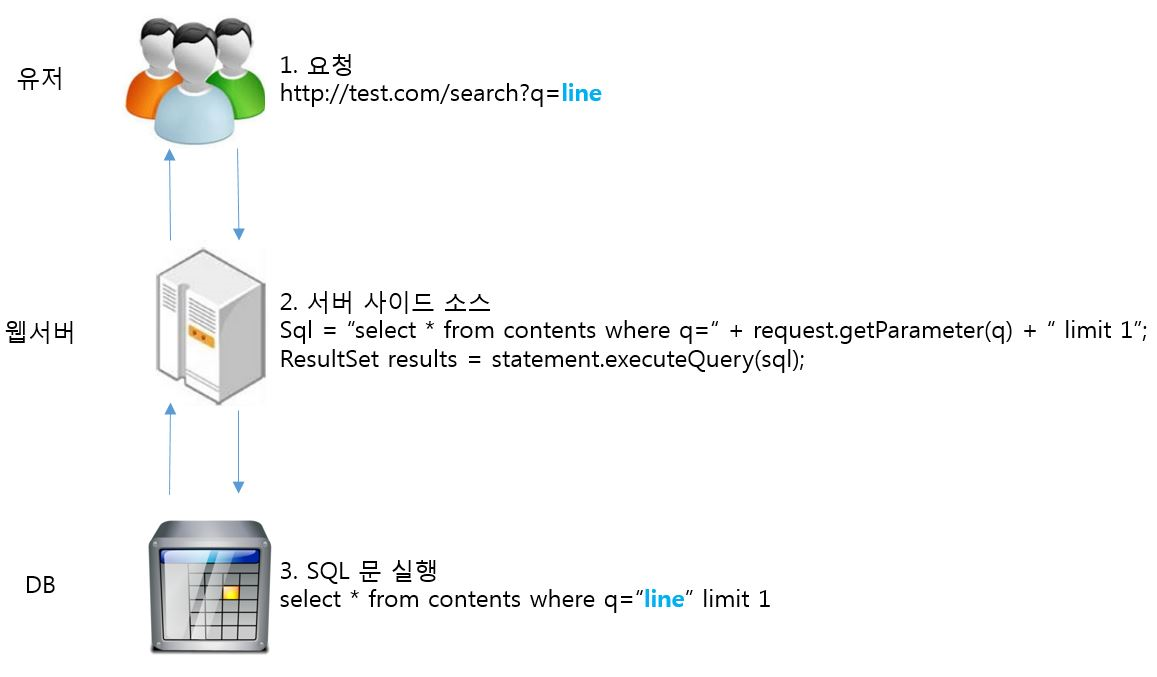 유저
1. 요청
http://test.com/search?q=line
웹서버
2. 서버 사이드 소스
Sql = “select * from contents where q=“ + request.getParameter(q) + “ limit 1”;
ResultSet results = statement.executeQuery(sql);
DB
3. SQL 문 실행
select * from contents where q=“line” limit 1